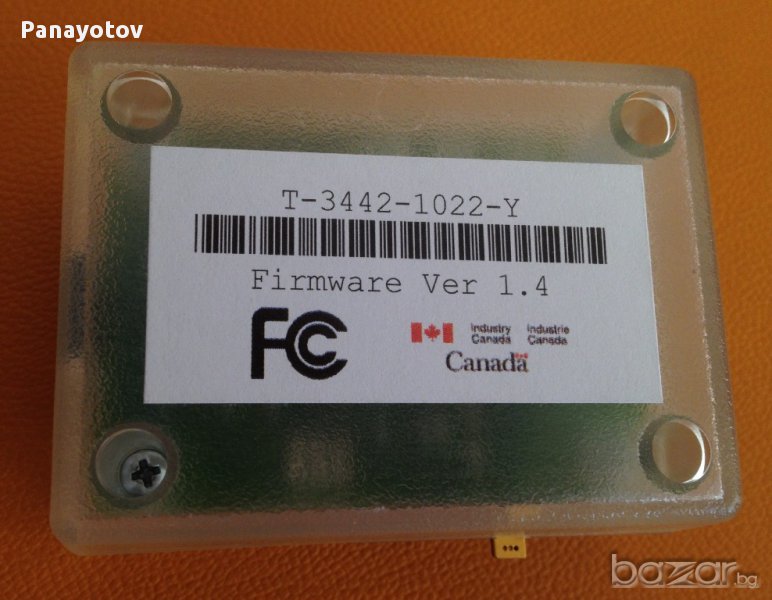 Panayotov
T-3442-1022-Y
Firmware Ver 1.4
FC
Industry Industrie
Canada Canada
Canada
bazar.bg